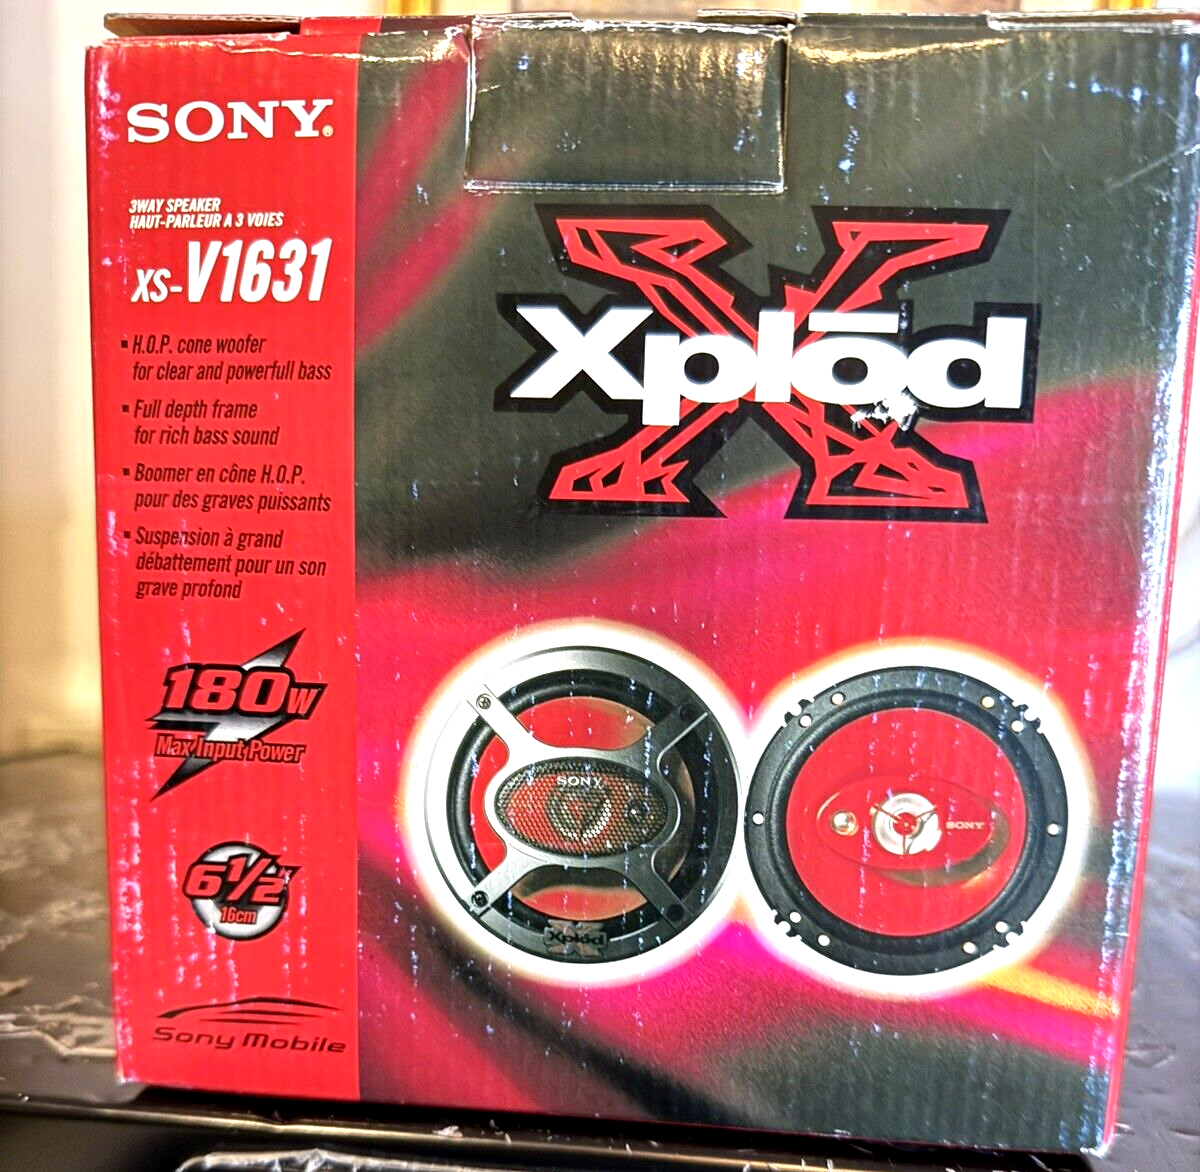 SONY®
3WAY SPEAKER
HAUT-PARLEUR A 3 VOIES
XS-V1631
▪ H.O.P. cone woofer
for clear and powerfull bass
▪ Full depth frame
for rich bass sound
▪ Boomer en cône H.O.P.
pour des graves puissants
▪ Suspension à grand
débattement pour un son
grave profond
180W
Max Input Power
6 1/2"
16cm
Sony Mobile
Xplōd
SONY
Xplōd
SONY